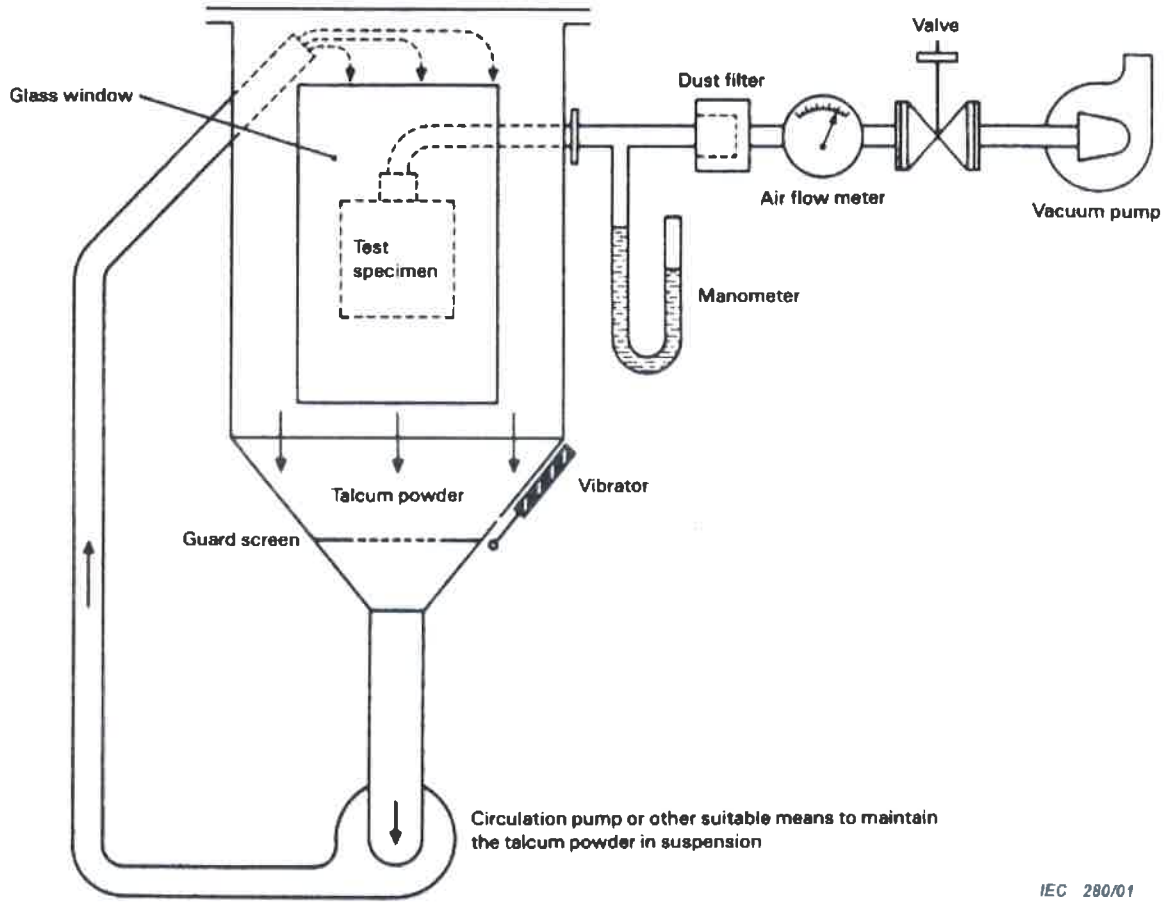 Valve
Dust filter
Glass window
Air flow meter
Vacuum pump
Test
specimen
Manometer
Talcum powder
Vibrator
Guard screen
Circulation pump or other suitable means to maintain
the talcum powder in suspension
IEC 280/01